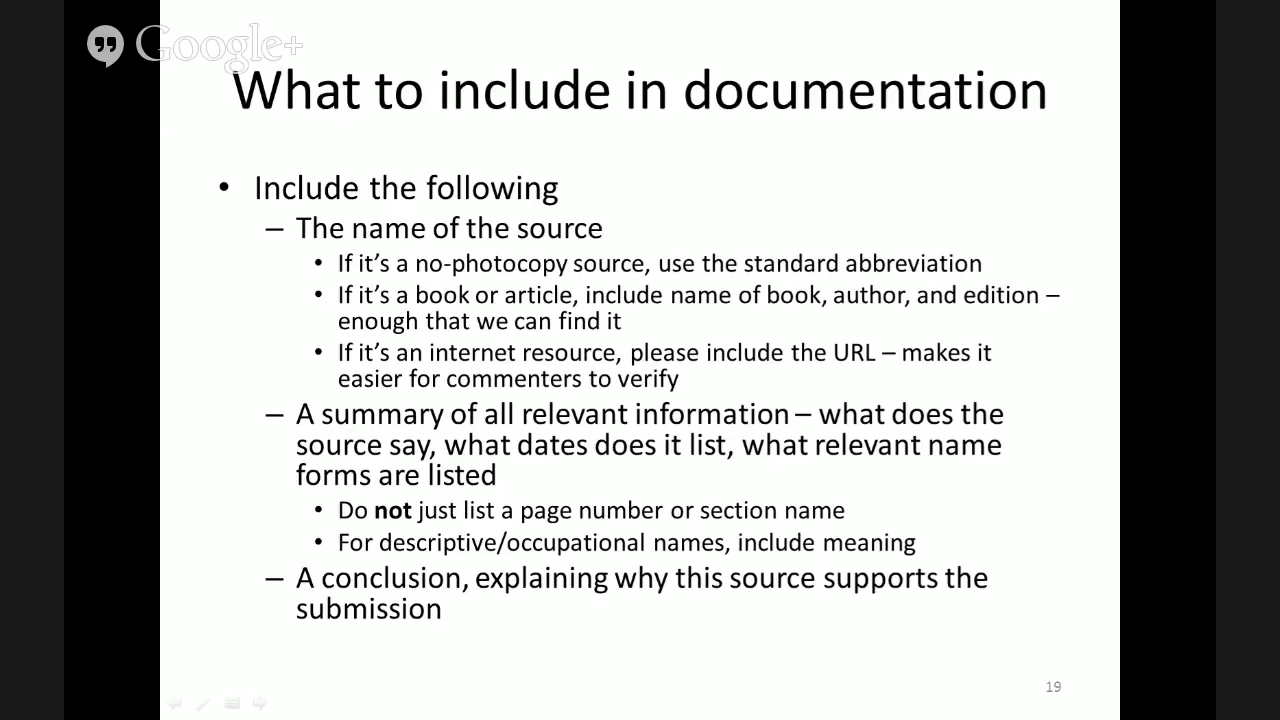 Google+
What to include in documentation
• Include the following
– The name of the source
• If it’s a no-photocopy source, use the standard abbreviation
• If it’s a book or article, include name of book, author, and edition –
enough that we can find it
• If it’s an internet resource, please include the URL – makes it
easier for commenters to verify
– A summary of all relevant information – what does the
source say, what dates does it list, what relevant name
forms are listed
• Do not just list a page number or section name
• For descriptive/occupational names, include meaning
– A conclusion, explaining why this source supports the
submission
19